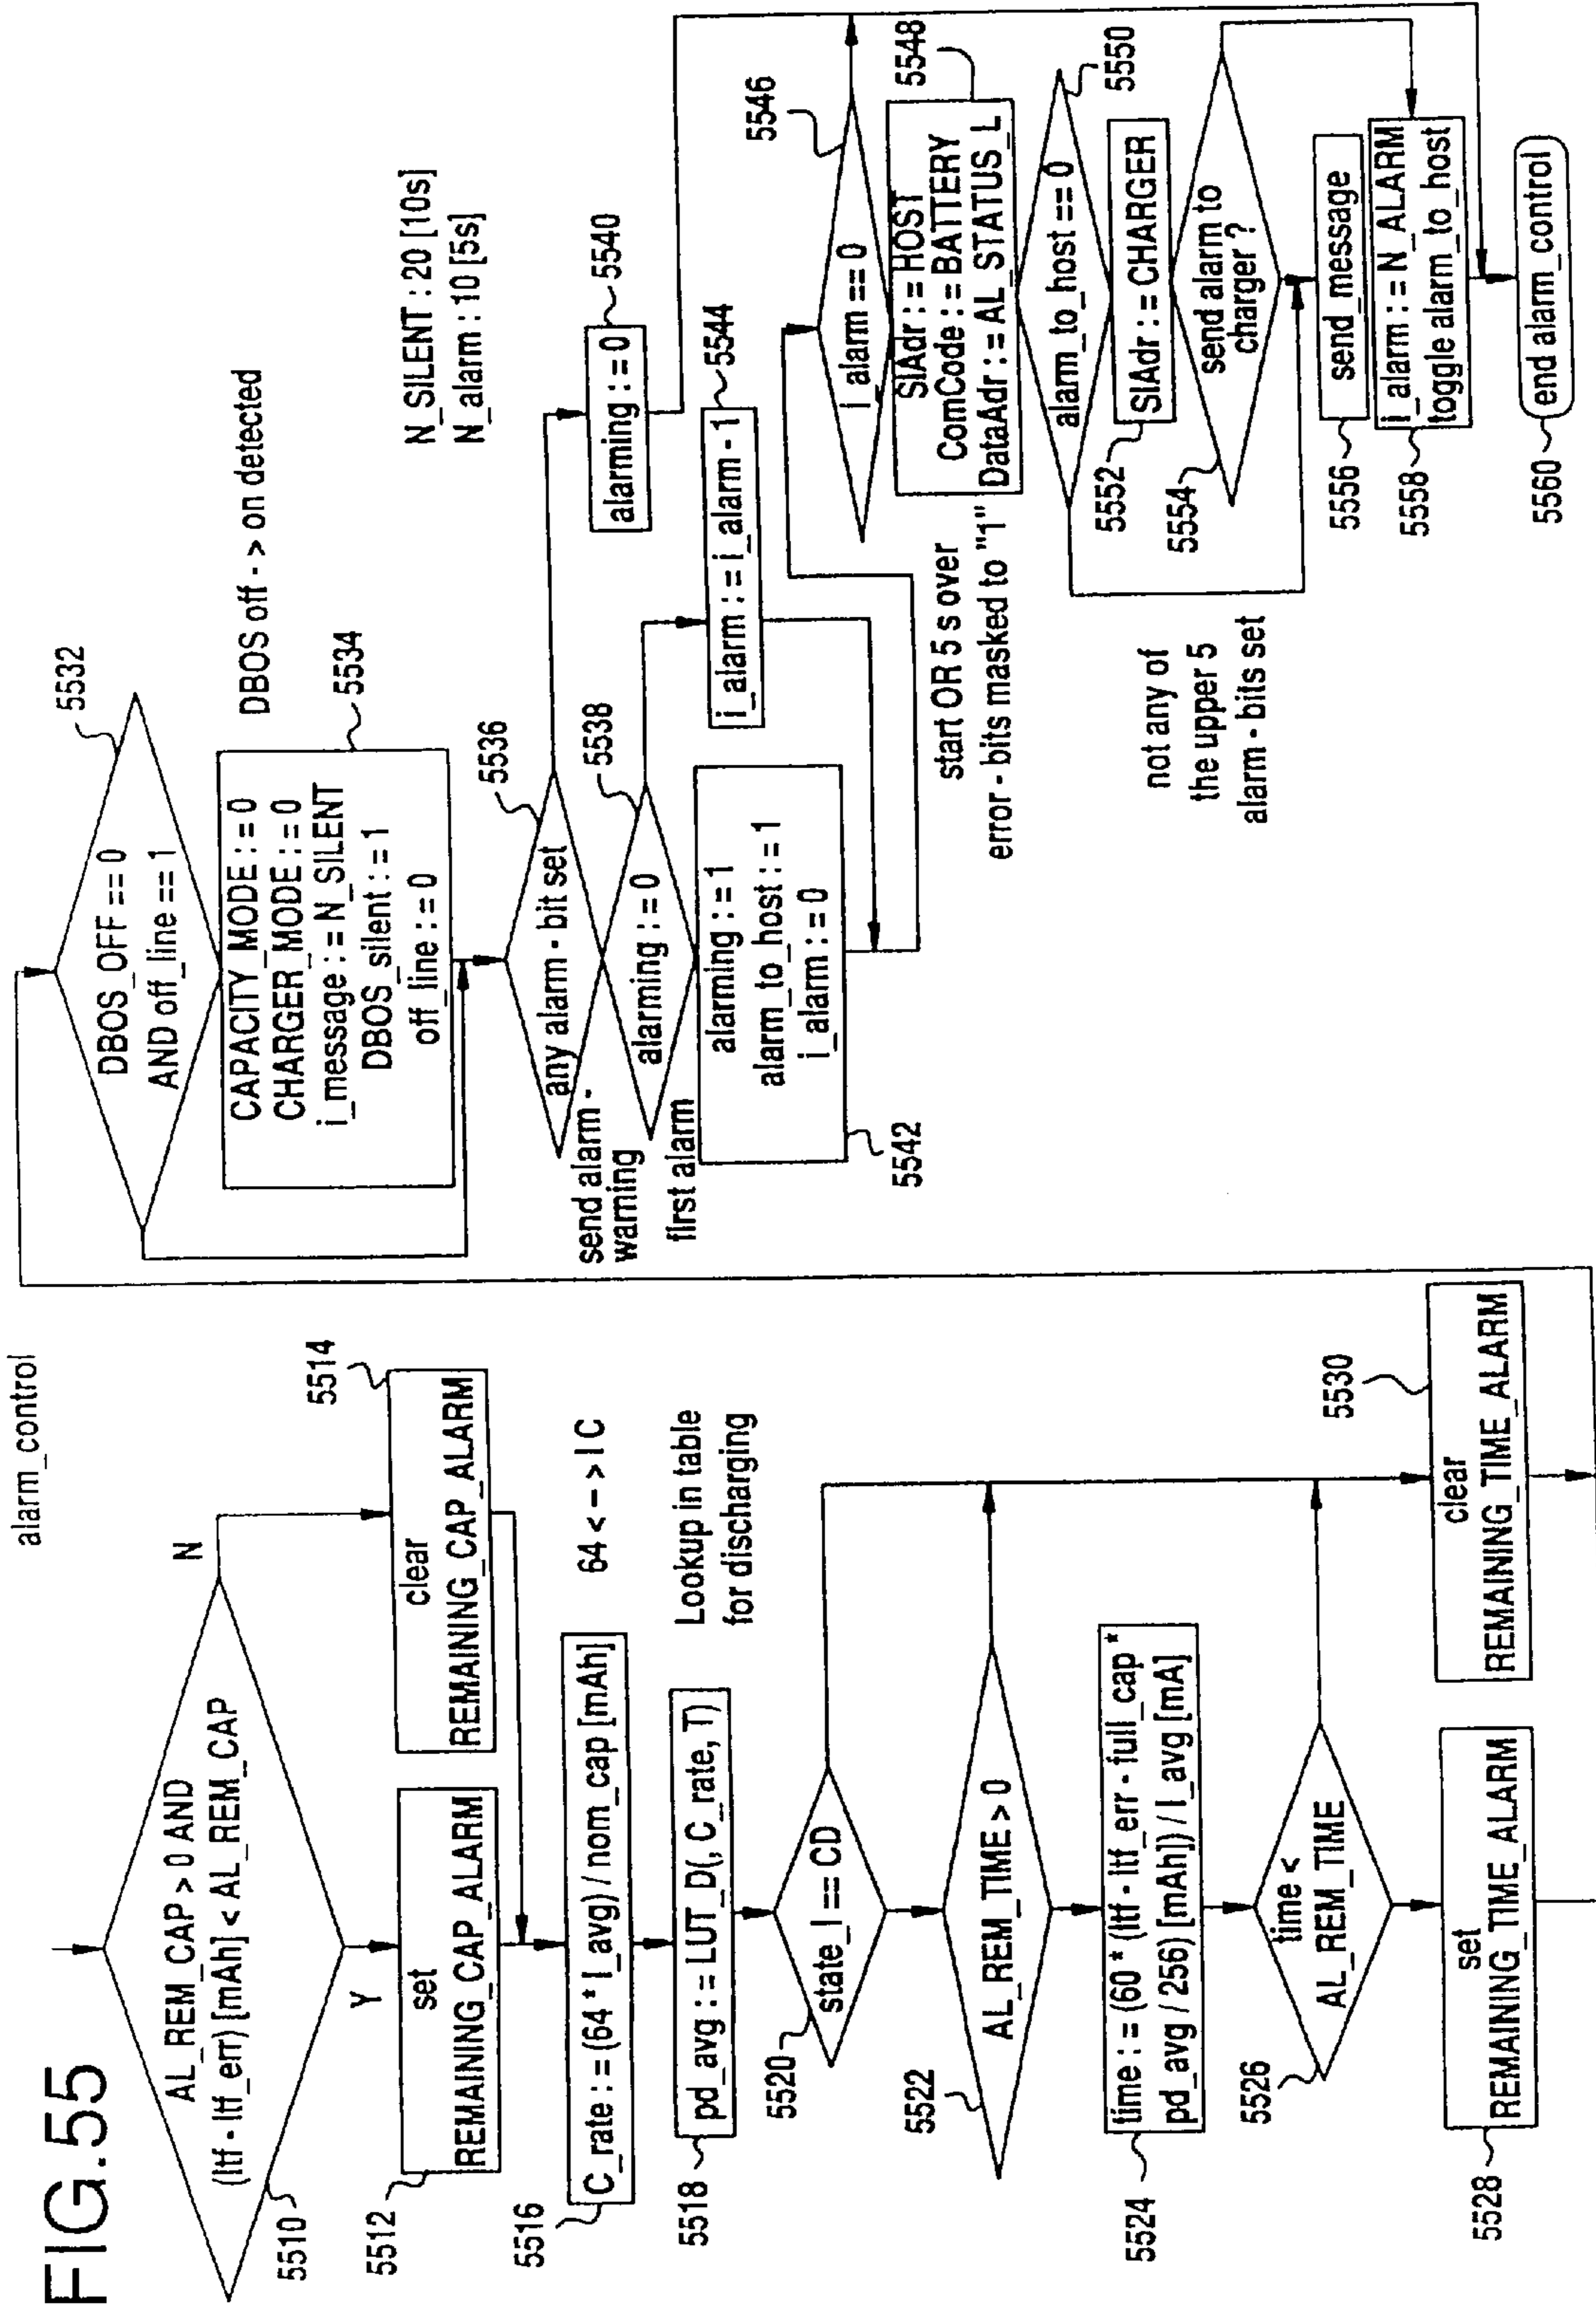 FIG.55
alarm_control
AL_REM_CAP > 0 AND
(ltf - ltf_err) [mAh] < AL_REM_CAP
5510
Y
N
set
REMAINING_CAP_ALARM
5512
clear
REMAINING_CAP_ALARM
5514
C_rate : = (64 * I_avg) / nom_cap [mAh]
5516
64 < - > I C
pd_avg : = LUT_D(, C_rate, T)
5518
Lookup in table
for discharging
state_I == CD
5520
AL_REM_TIME > 0
5522
time : = (60 * (ltf - ltf_err - full_cap *
pd_avg / 256) [mAh]) / I_avg [mA]
5524
time <
AL_REM_TIME
5526
set
REMAINING_TIME_ALARM
5528
clear
REMAINING_TIME_ALARM
5530
DBOS_OFF == 0
AND off_line == 1
5532
CAPACITY_MODE : = 0
CHARGER_MODE : = 0
i_message : = N_SILENT
DBOS_silent : = 1
off_line : = 0
5534
DBOS off - > on detected
N_SILENT : 20 [10s]
N_alarm : 10 [5s]
any alarm - bit set
5536
send alarm -
warning
alarming : = 0
5538
first alarm
alarming : = 0
5540
alarming : = 1
alarm_to_host : = 1
i_alarm : = 0
5542
i_alarm : = i_alarm - 1
5544
i_alarm == 0
5546
start OR 5 s over
error - bits masked to "1"
SlAdr : = HOST
ComCode : = BATTERY
DataAdr : = AL_STATUS_L
5548
alarm_to_host == 0
5550
SlAdr : = CHARGER
5552
send alarm to
charger ?
5554
not any of
the upper 5
alarm - bits set
send_message
5556
i_alarm : = N_ALARM
toggle alarm_to_host
5558
end alarm_control
5560